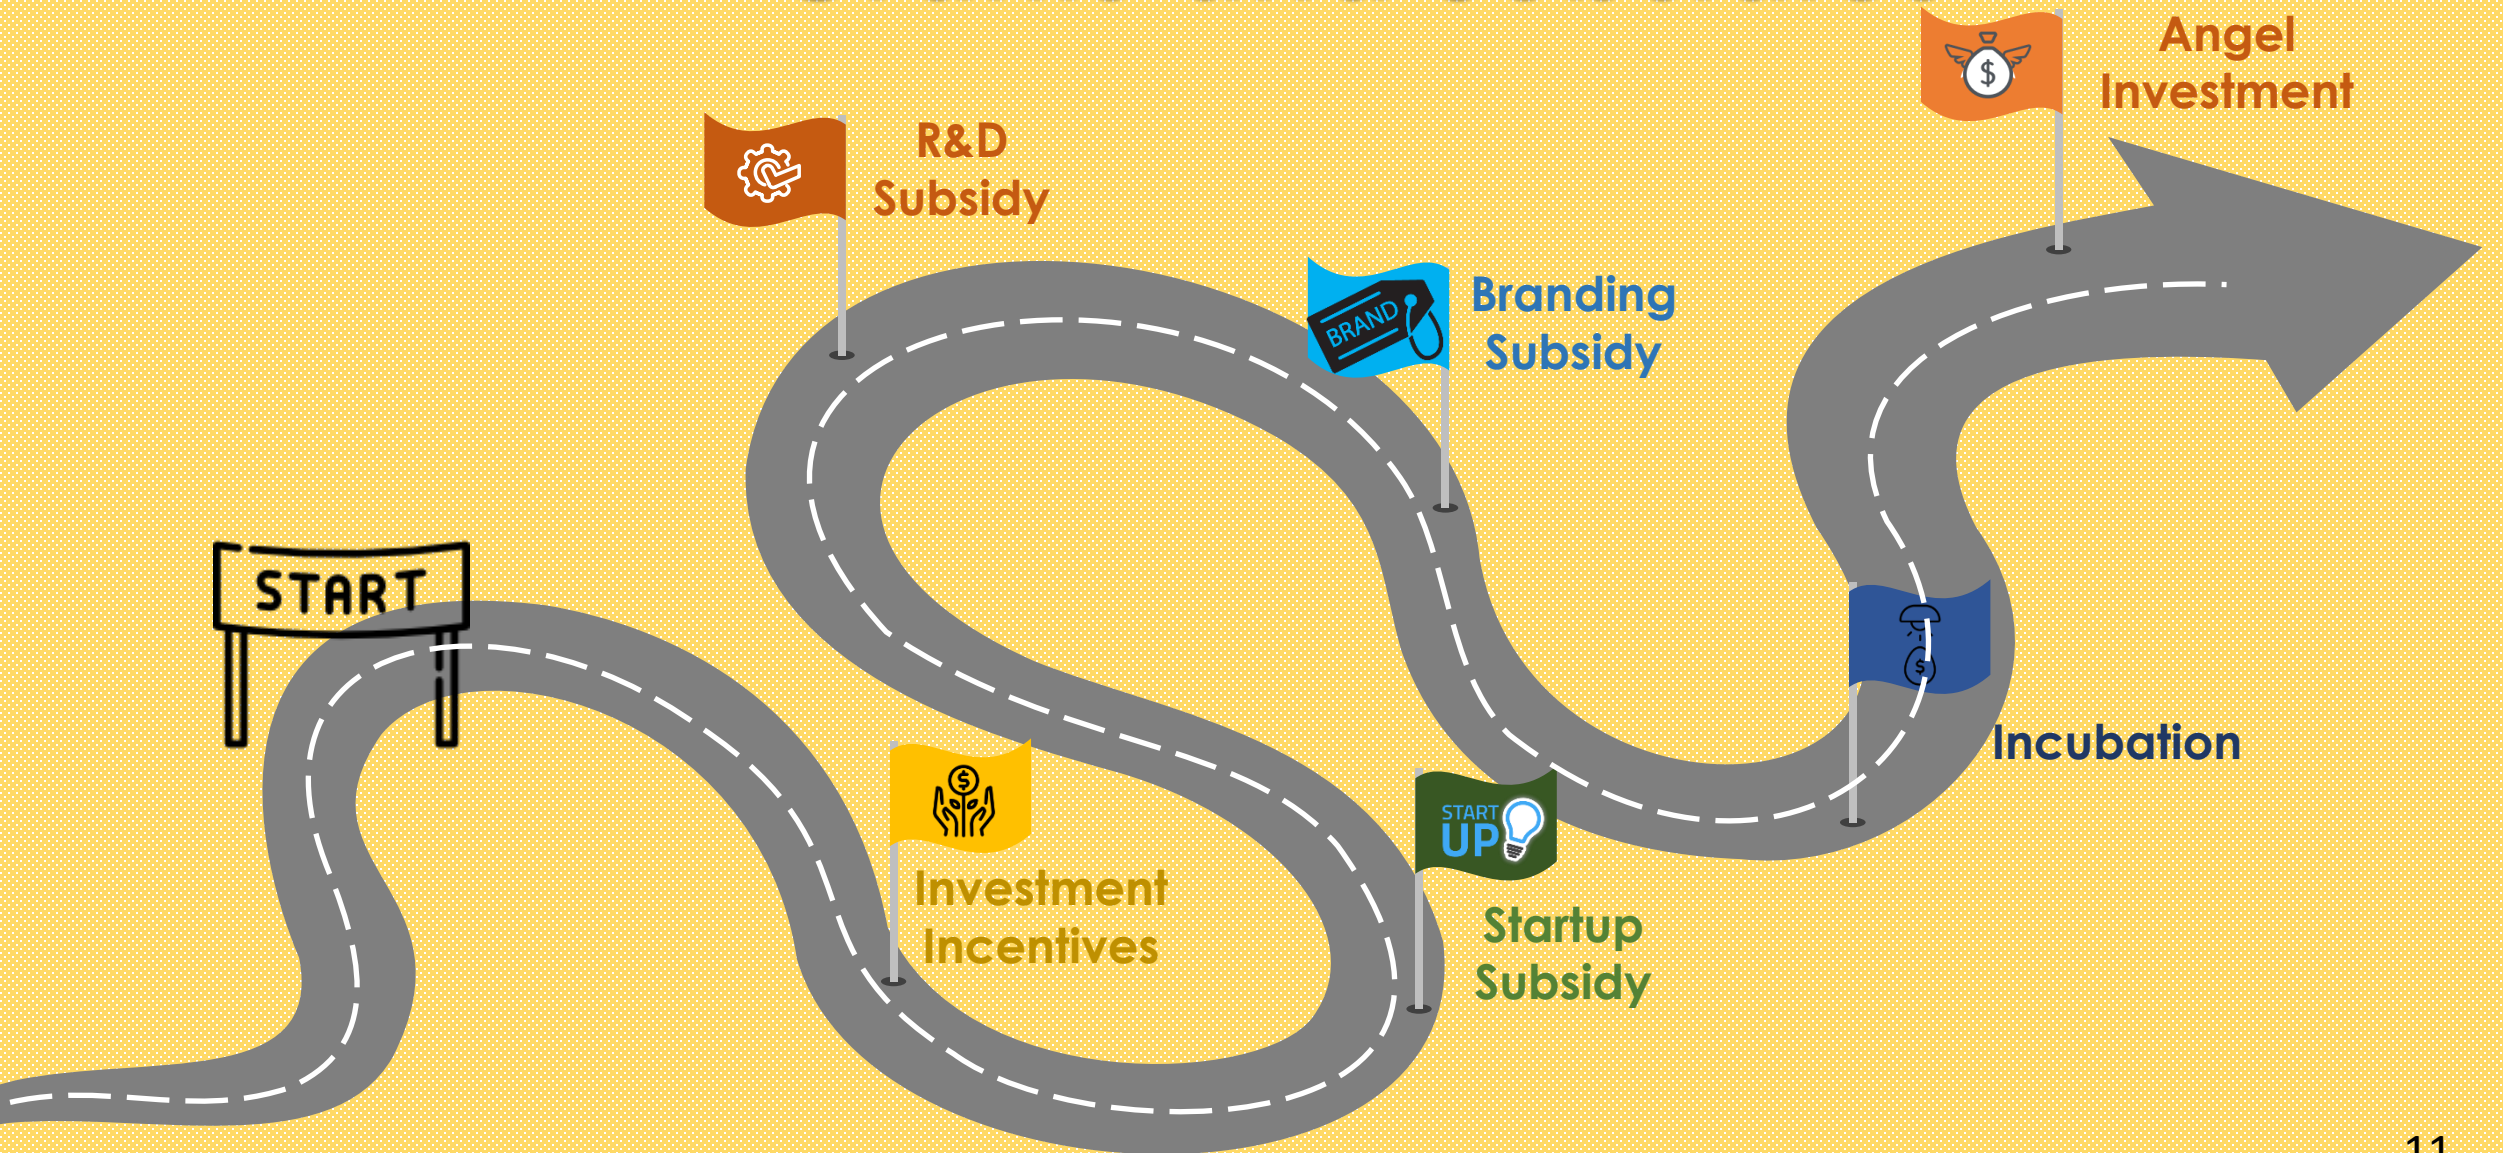 Angel
Investment
$
R&D
Subsidy
BRAND
Branding
Subsidy
START
$
Incubation
$
Investment
Incentives
START
UP
Startup
Subsidy
11